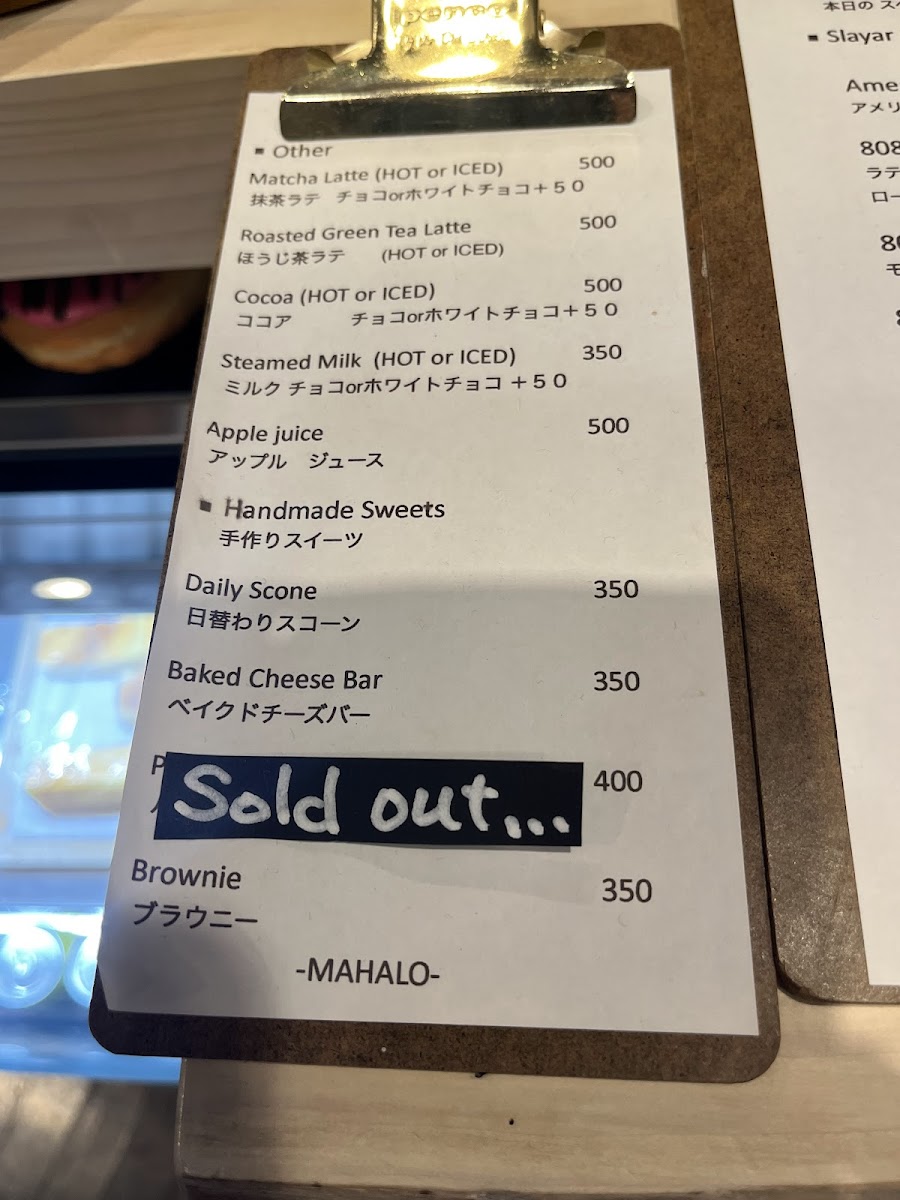 ■ Other
Matcha Latte (HOT or ICED) 500
抹茶ラテ チョコorホワイトチョコ＋５０
Roasted Green Tea Latte 500
ほうじ茶ラテ (HOT or ICED)
Cocoa (HOT or ICED) 500
ココア チョコorホワイトチョコ＋５０
Steamed Milk (HOT or ICED) 350
ミルク チョコorホワイトチョコ ＋５０
Apple juice 500
アップル ジュース
■ Handmade Sweets
手作りスイーツ
Daily Scone 350
日替わりスコーン
Baked Cheese Bar 350
ベイクドチーズバー
P 400
Sold out...
Brownie 350
ブラウニー
-MAHALO-
本日の ス
■ Slayar
Ame
アメリ
808
ラテ
ロー
80
モ